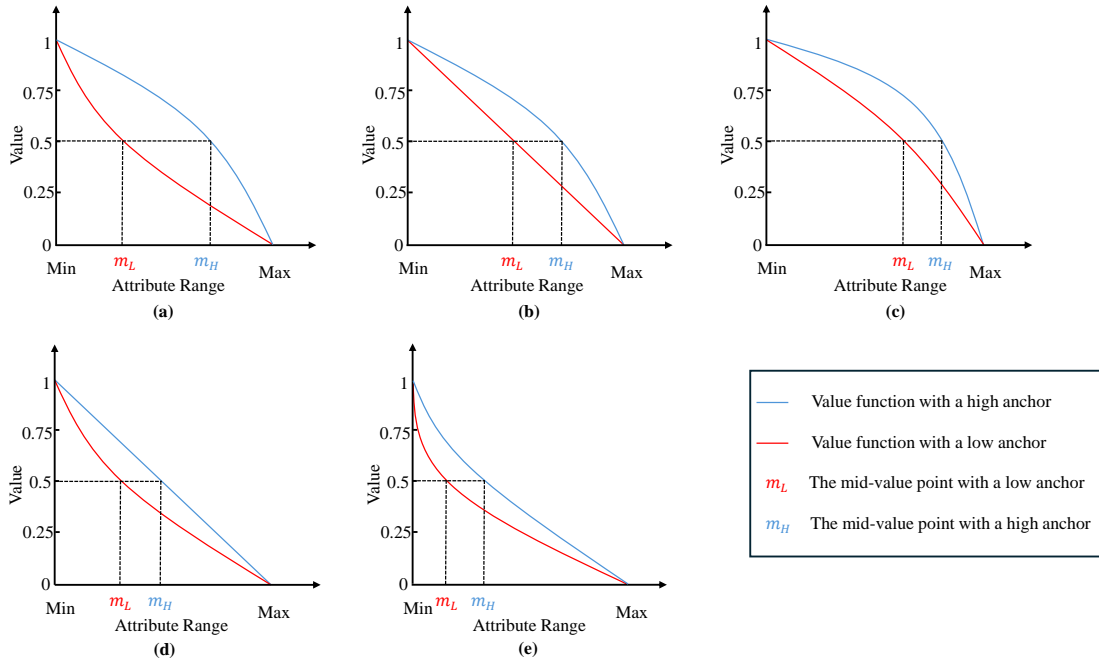 1
0.75
0.5
0.25
0
Value
Min
m_L
m_H
Max
Attribute Range
(a)
1
0.75
0.5
0.25
0
Value
Min
m_L
m_H
Max
Attribute Range
(b)
1
0.75
0.5
0.25
0
Value
Min
m_L
m_H
Max
Attribute Range
(c)
1
0.75
0.5
0.25
0
Value
Min
m_L
m_H
Max
Attribute Range
(d)
1
0.75
0.5
0.25
0
Value
Min
m_L
m_H
Max
Attribute Range
(e)
Value function with a high anchor
Value function with a low anchor
m_L The mid-value point with a low anchor
m_H The mid-value point with a high anchor